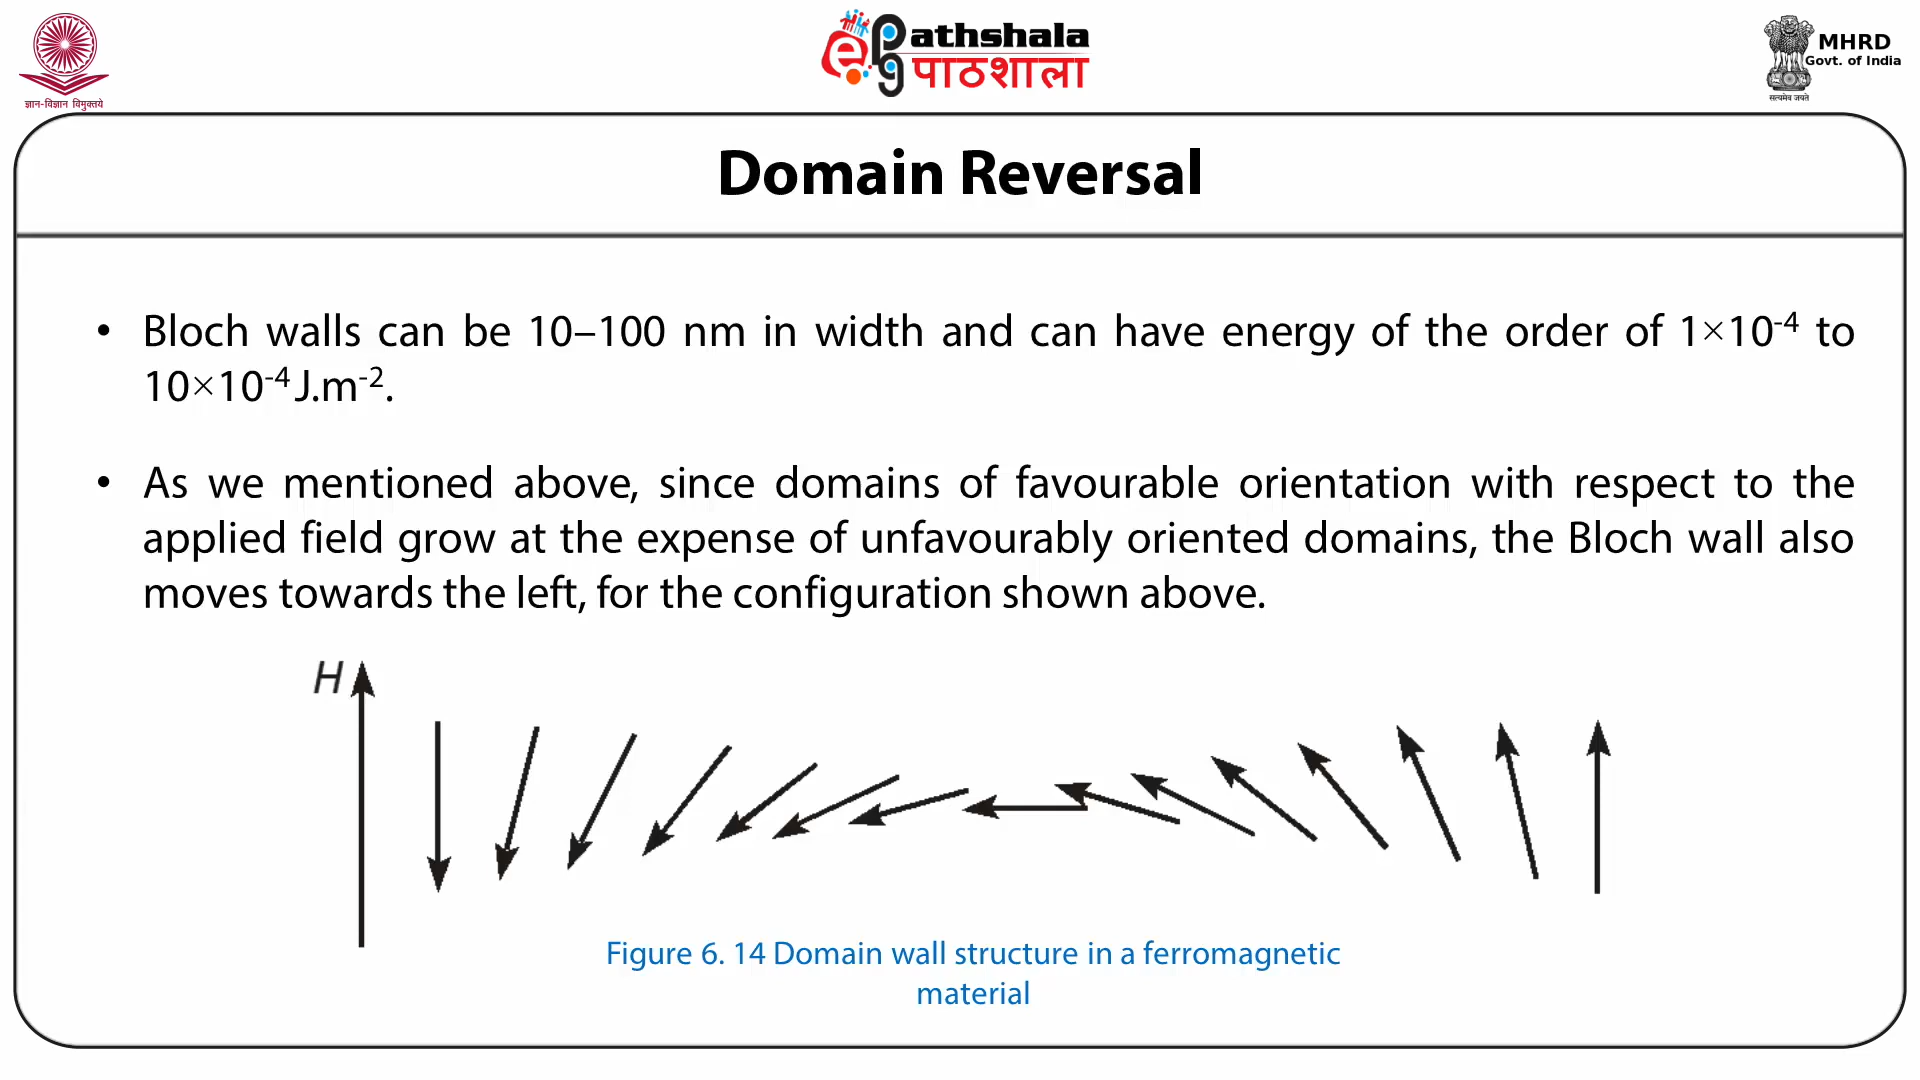 ज्ञान-विज्ञान विमुक्तये
ePathshala
पाठशाला
MHRD
Govt. of India
सत्यमेव जयते
Domain Reversal
• Bloch walls can be 10–100 nm in width and can have energy of the order of 1×10⁻⁴ to
10×10⁻⁴ J.m⁻².
• As we mentioned above, since domains of favourable orientation with respect to the
applied field grow at the expense of unfavourably oriented domains, the Bloch wall also
moves towards the left, for the configuration shown above.
H
Figure 6. 14 Domain wall structure in a ferromagnetic
material